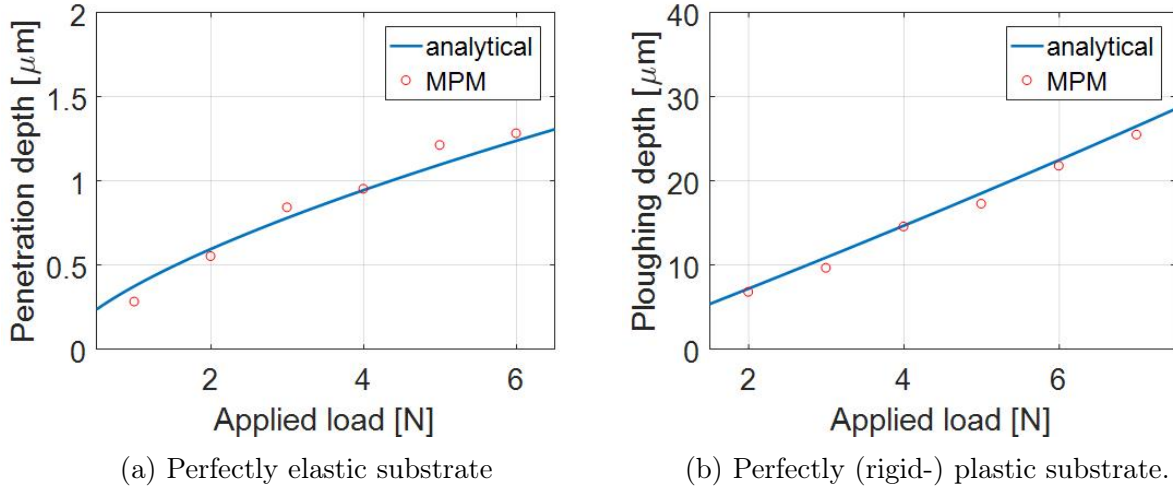 2
1.5
1
0.5
0
Penetration depth [μm]
analytical
MPM
2
4
6
Applied load [N]
(a) Perfectly elastic substrate
40
30
20
10
0
Ploughing depth [μm]
analytical
MPM
2
4
6
Applied load [N]
(b) Perfectly (rigid-) plastic substrate.